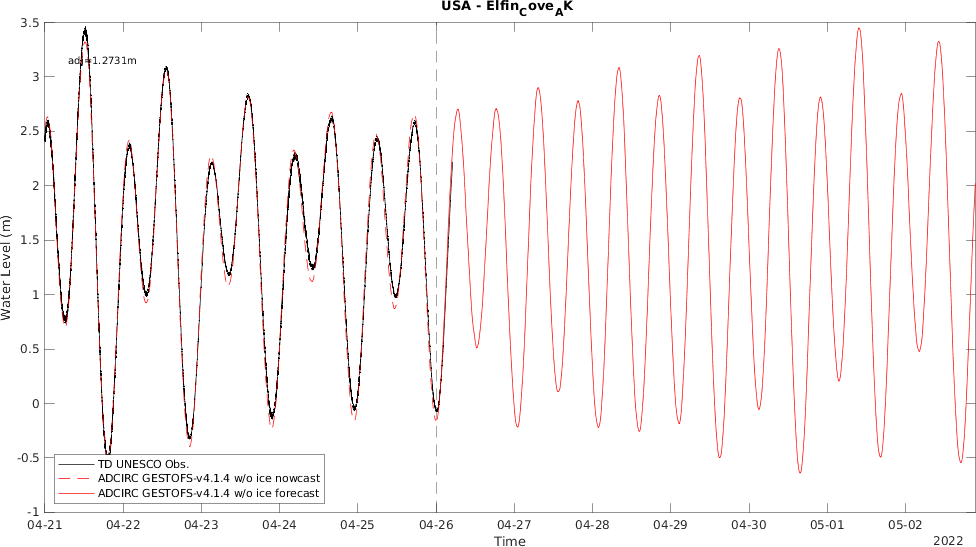 USA - ElfinCoveAK
3.5
adj=1.2731m
3
2.5
2
1.5
1
0.5
0
-0.5
-1
Water Level (m)
TD UNESCO Obs.
ADCIRC GESTOFS-v4.1.4 w/o ice nowcast
ADCIRC GESTOFS-v4.1.4 w/o ice forecast
04-21 04-22 04-23 04-24 04-25 04-26 04-27 04-28 04-29 04-30 05-01 05-02
Time
2022